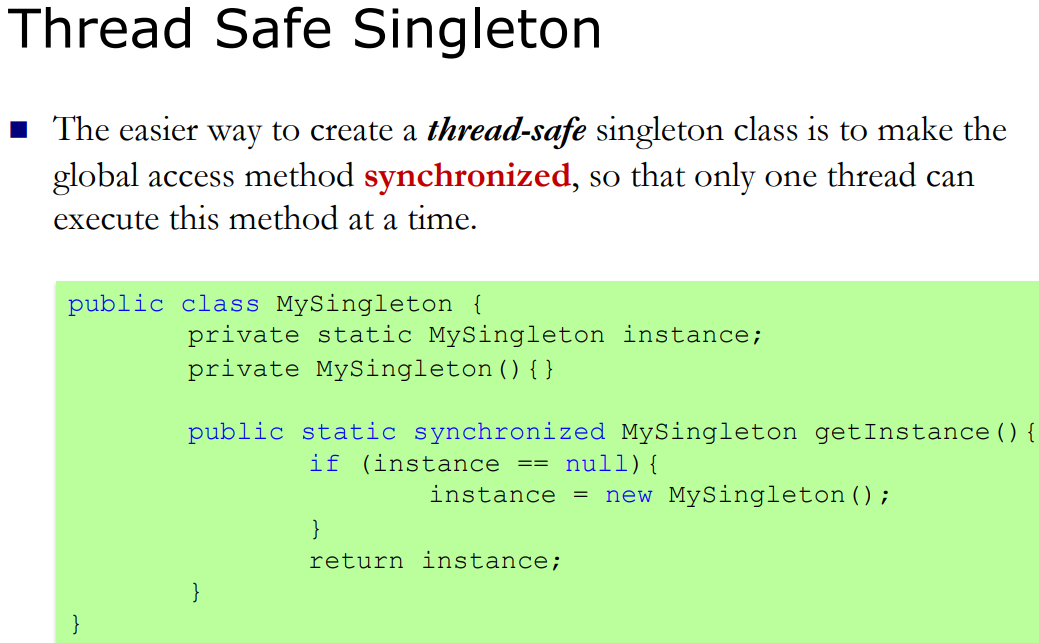 Thread Safe Singleton
The easier way to create a thread-safe singleton class is to make the
global access method synchronized, so that only one thread can
execute this method at a time.
public class MySingleton {
private static MySingleton instance;
private MySingleton(){}
public static synchronized MySingleton getInstance(){
if (instance == null){
instance = new MySingleton();
}
return instance;
}
}